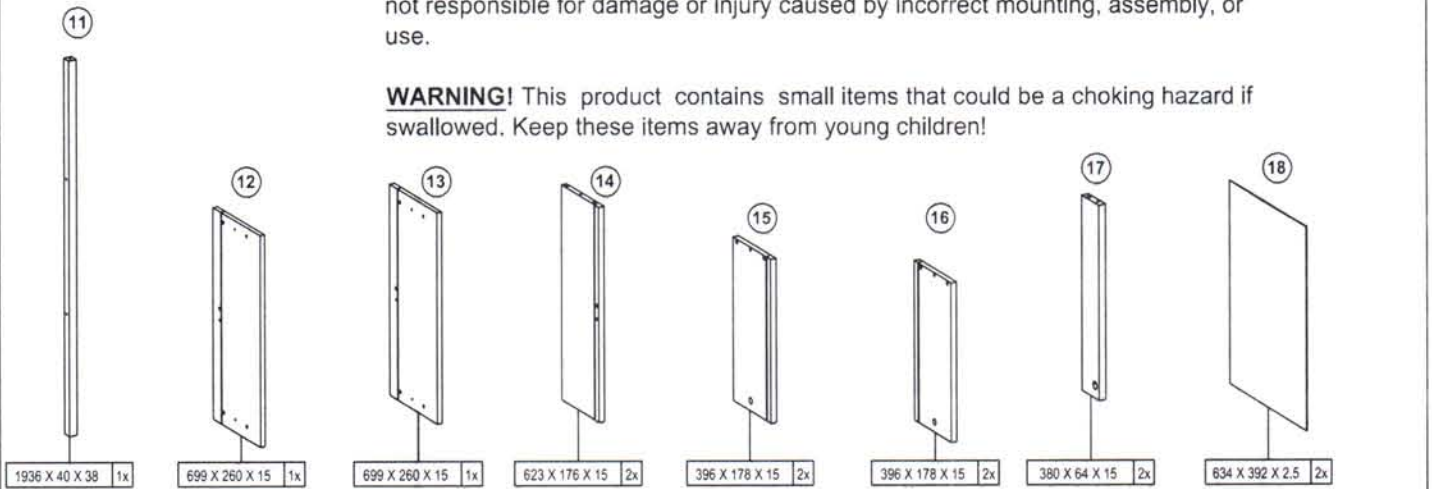 not responsible for damage or injury caused by incorrect mounting, assembly, or
use.
WARNING! This product contains small items that could be a choking hazard if
swallowed. Keep these items away from young children!
11
12
13
14
15
16
17
18
1936 X 40 X 38 1x
699 X 260 X 15 1x
699 X 260 X 15 1x
623 X 176 X 15 2x
396 X 178 X 15 2x
396 X 178 X 15 2x
380 X 64 X 15 2x
634 X 392 X 2.5 2x